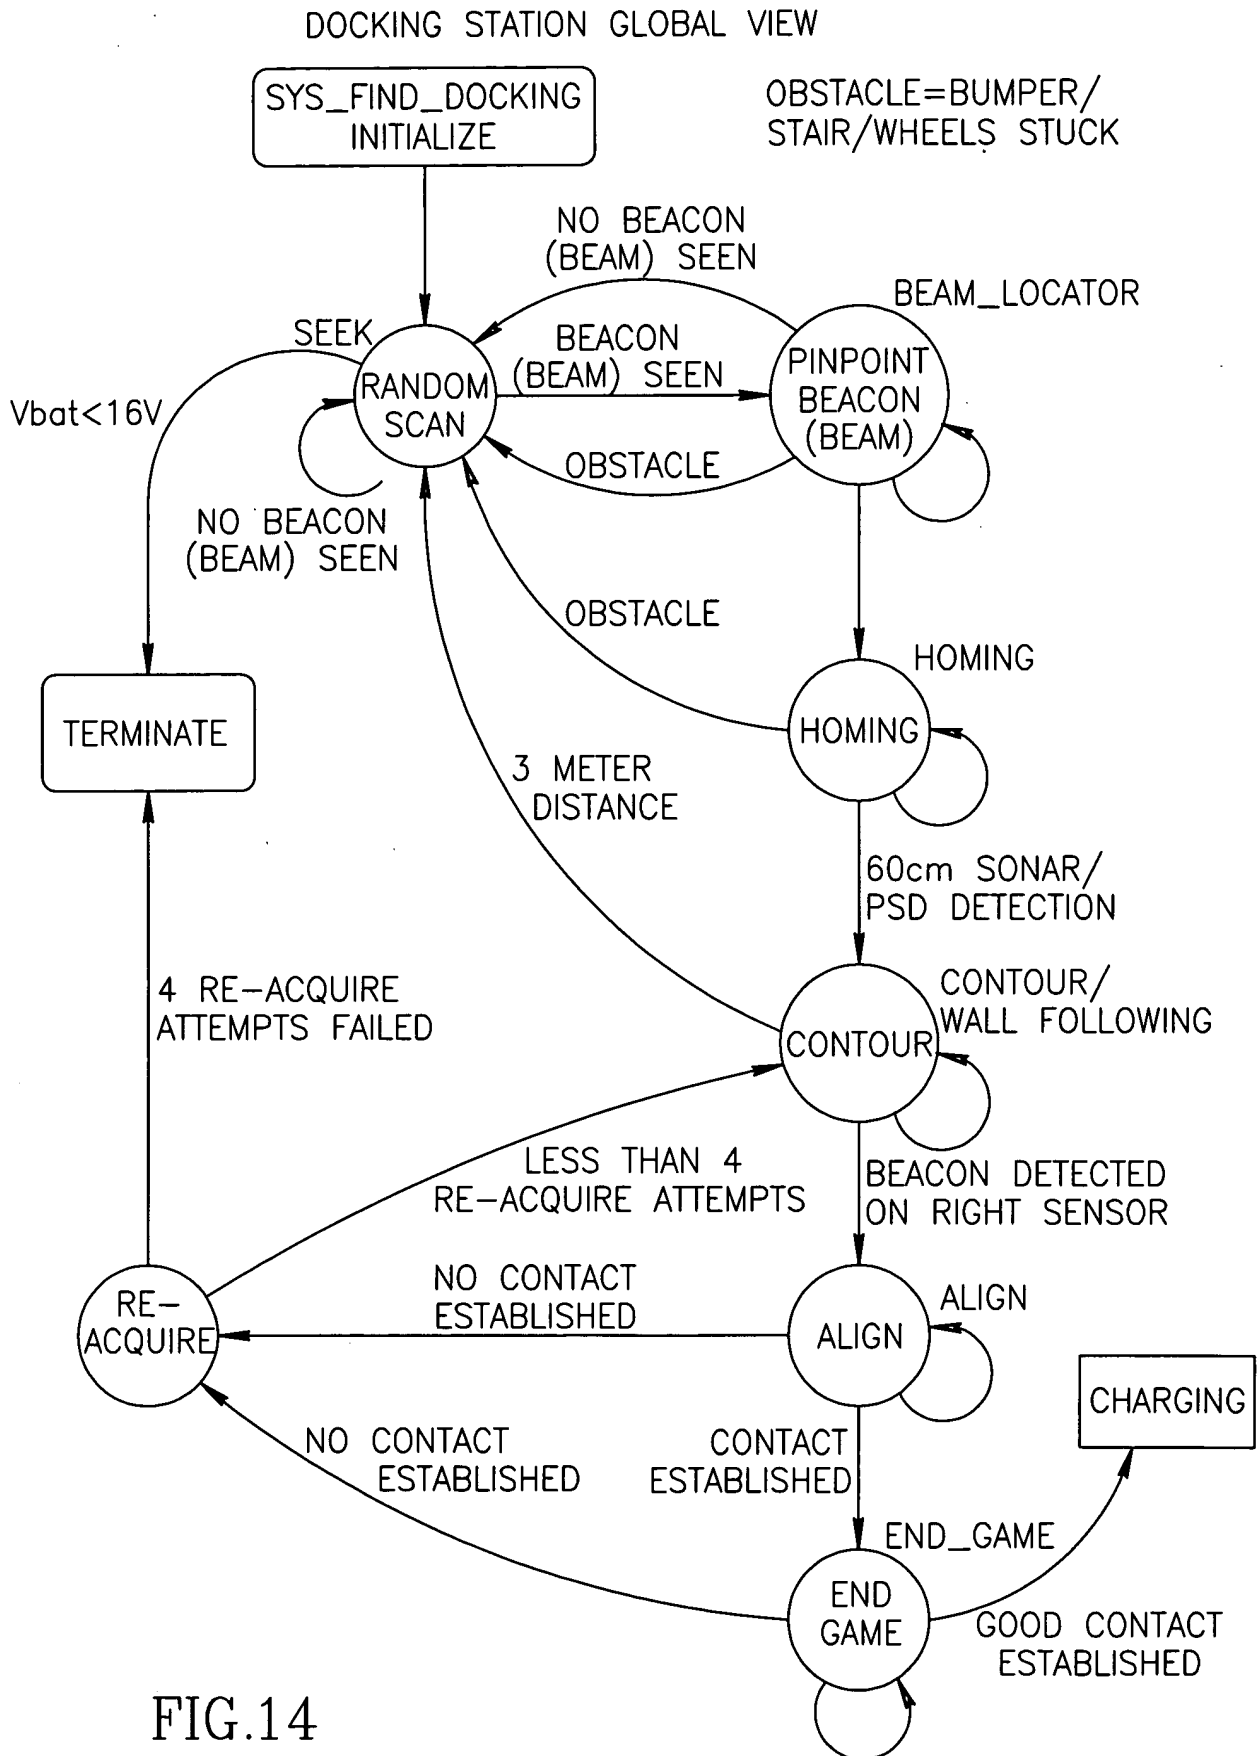 DOCKING STATION GLOBAL VIEW
SYS_FIND_DOCKING
INITIALIZE
OBSTACLE=BUMPER/
STAIR/WHEELS STUCK
NO BEACON
(BEAM) SEEN
BEAM_LOCATOR
SEEK
BEACON
(BEAM) SEEN
PINPOINT
BEACON
(BEAM)
RANDOM
SCAN
Vbat<16V
OBSTACLE
NO BEACON
(BEAM) SEEN
OBSTACLE
HOMING
HOMING
TERMINATE
3 METER
DISTANCE
60cm SONAR/
PSD DETECTION
4 RE-ACQUIRE
ATTEMPTS FAILED
CONTOUR/
WALL FOLLOWING
CONTOUR
LESS THAN 4
RE-ACQUIRE ATTEMPTS
BEACON DETECTED
ON RIGHT SENSOR
NO CONTACT
ESTABLISHED
RE-
ACQUIRE
ALIGN
ALIGN
CHARGING
NO CONTACT
ESTABLISHED
CONTACT
ESTABLISHED
END_GAME
END
GAME
GOOD CONTACT
ESTABLISHED
FIG.14